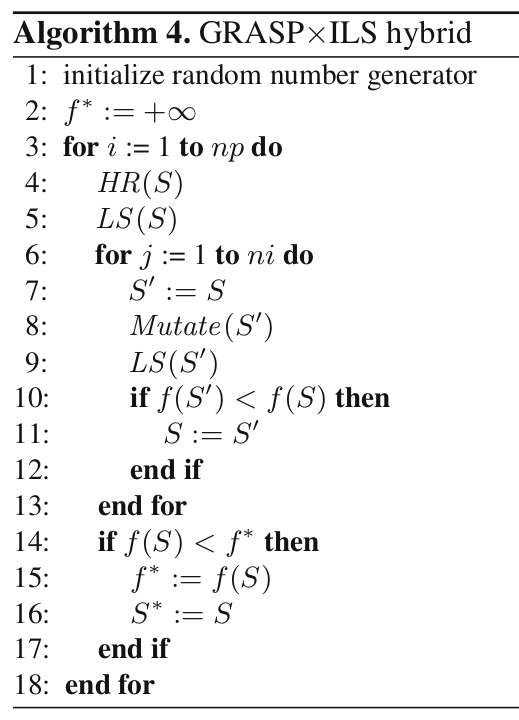 Algorithm 4. GRASP×ILS hybrid
1: initialize random number generator
2: f* := +∞
3: for i := 1 to np do
4: HR(S)
5: LS(S)
6: for j := 1 to ni do
7: S′ := S
8: Mutate(S′)
9: LS(S′)
10: if f(S′) < f(S) then
11: S := S′
12: end if
13: end for
14: if f(S) < f* then
15: f* := f(S)
16: S* := S
17: end if
18: end for